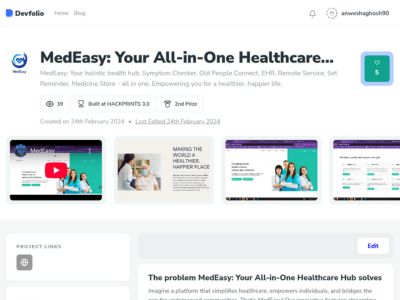 Devfolio Home Blog anweshaghosh90
MedEasy: Your All-in-One Healthcare...
MedEasy: Your holistic health hub. Symptom Checker, Old People Connect, EHR, Remote Service, Set
Reminder, Medicine Store - all in one. Empowering you for a healthier, happier life.
5
MedEasy
39 Built at HACKPRINTS 3.0 2nd Prize
Created on 24th February 2024 • Last Edited 24th February 2024
MedEasy
MAKING THE
WORLD A
HEALTHIER,
HAPPIER PLACE
PROJECT LINKS
Edit
The problem MedEasy: Your All-in-One Healthcare Hub solves
Imagine a platform that simplifies healthcare, empowers individuals, and bridges the